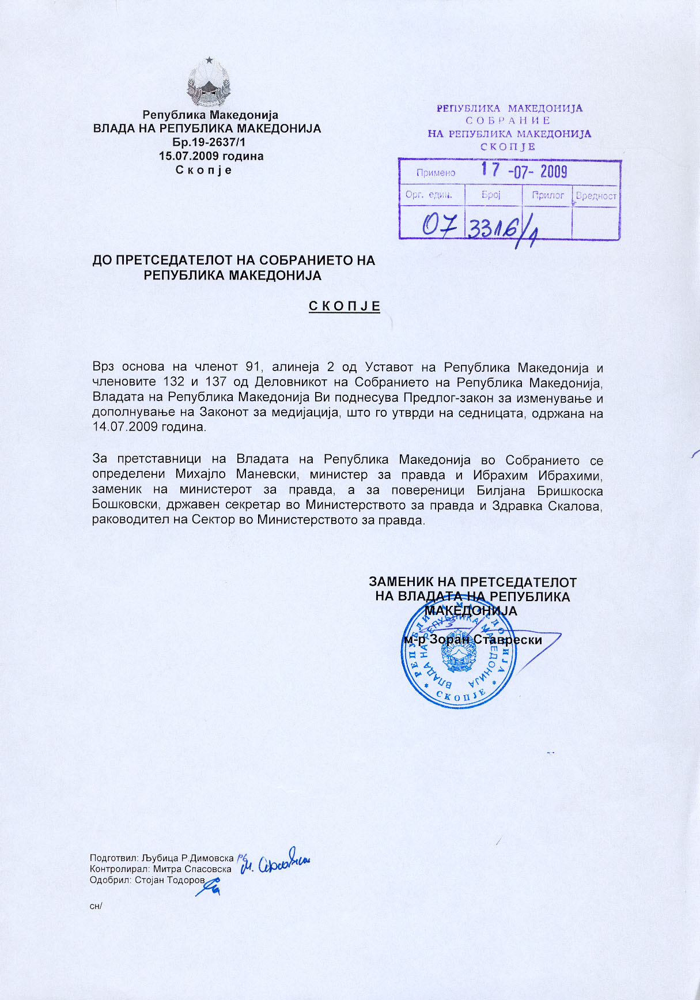 Република Македонија
ВЛАДА НА РЕПУБЛИКА МАКЕДОНИЈА
Бр.19-2637/1
15.07.2009 година
С к о п ј е
РЕПУБЛИКА МАКЕДОНИЈА
С О Б Р А Н И Е
НА РЕПУБЛИКА МАКЕДОНИЈА
С К О П Ј Е
Примено 17 -07- 2009
Орг. един. Број Прилог Вредност
07 3316/1
ДО ПРЕТСЕДАТЕЛОТ НА СОБРАНИЕТО НА
РЕПУБЛИКА МАКЕДОНИЈА
С К О П Ј Е
Врз основа на членот 91, алинеја 2 од Уставот на Република Македонија и
членовите 132 и 137 од Деловникот на Собранието на Република Македонија,
Владата на Република Македонија Ви поднесува Предлог-закон за изменување и
дополнување на Законот за медијација, што го утврди на седницата, одржана на
14.07.2009 година.
За претставници на Владата на Република Македонија во Собранието се
определени Михајло Маневски, министер за правда и Ибрахим Ибрахими,
заменик на министерот за правда, а за повереници Билјана Бришкоска
Бошковски, државен секретар во Министерството за правда и Здравка Скалова,
раководител на Сектор во Министерството за правда.
ЗАМЕНИК НА ПРЕТСЕДАТЕЛОТ
НА ВЛАДАТА НА РЕПУБЛИКА
МАКЕДОНИЈА
м-р Зоран Ставрески
РЕПУБЛИКА МАКЕДОНИЈА
ВЛАДА НА РЕПУБЛИКА МАКЕДОНИЈА
* СКОПЈЕ *
Подготвил: Љубица Р.Димовска
Контролирал: Митра Спасовска
Одобрил: Стојан Тодоров
сн/